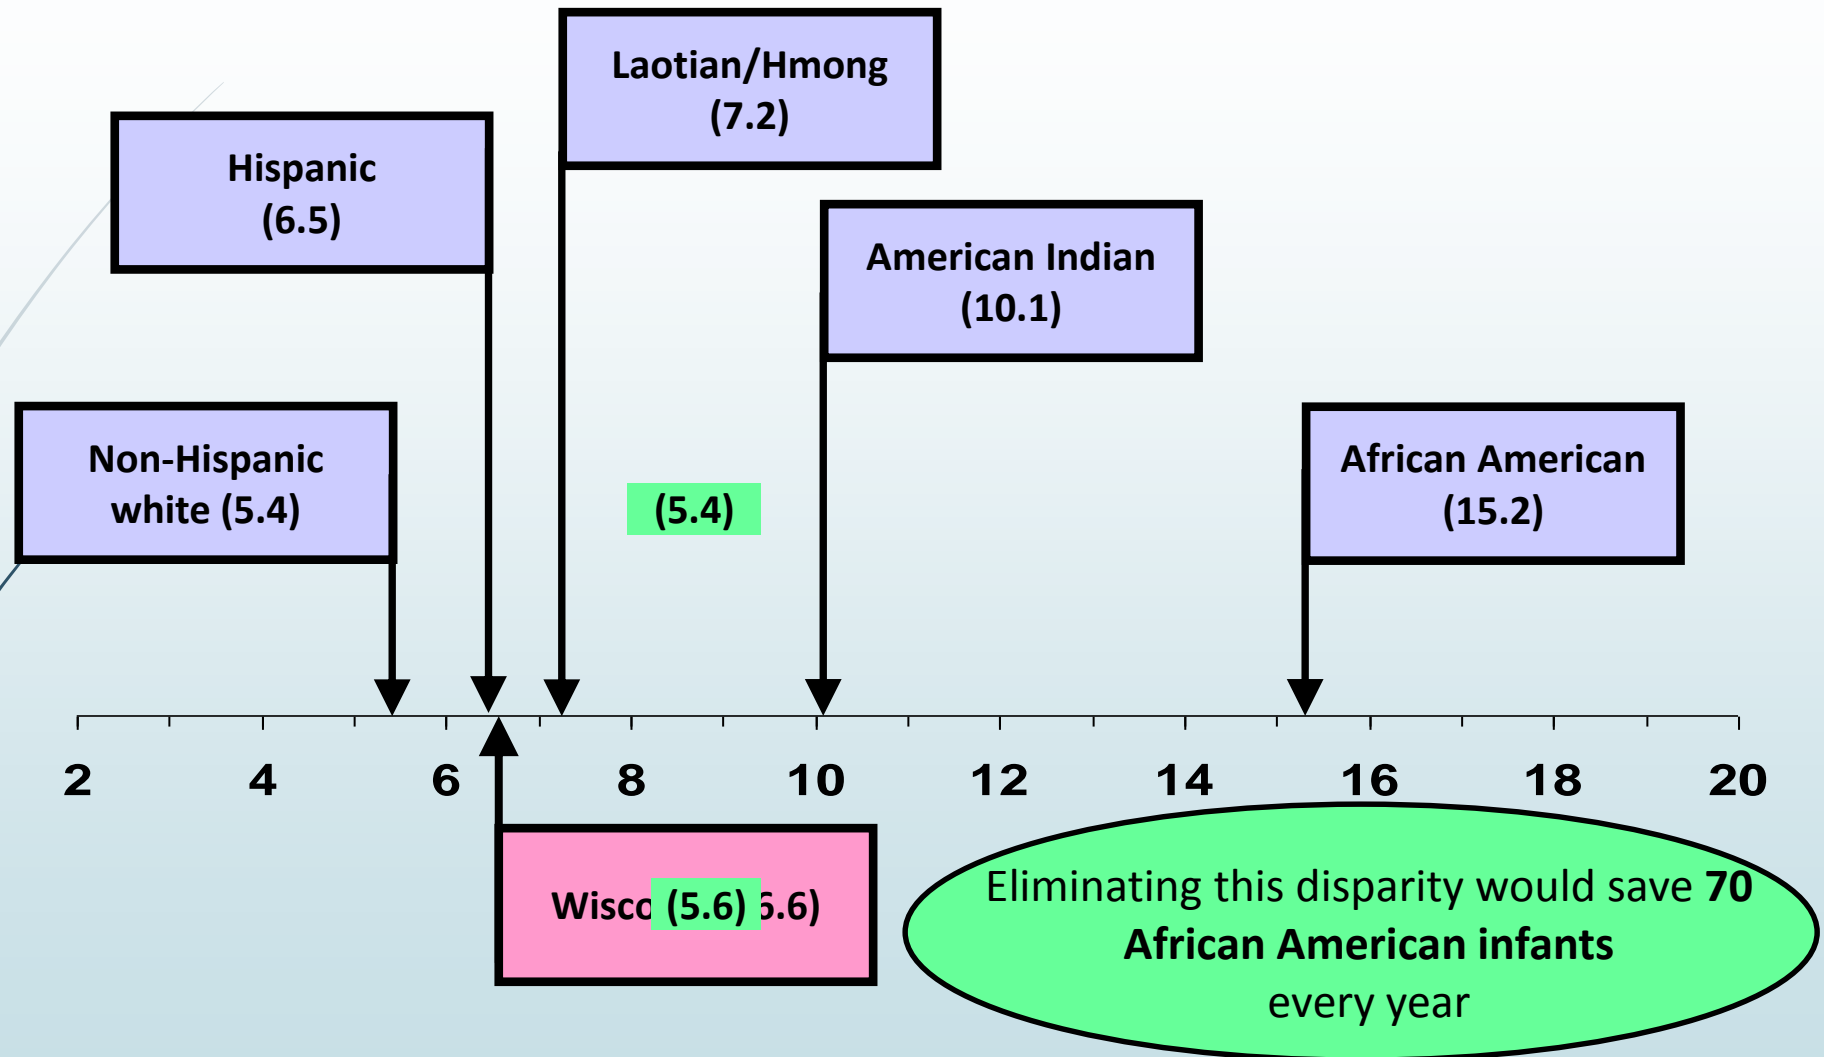 Laotian/Hmong
(7.2)
Hispanic
(6.5)
American Indian
(10.1)
Non-Hispanic
white (5.4)
(5.4)
African American
(15.2)
2 4 6 8 10 12 14 16 18 20
Wisco (5.6) 6.6)
Eliminating this disparity would save 70
African American infants
every year